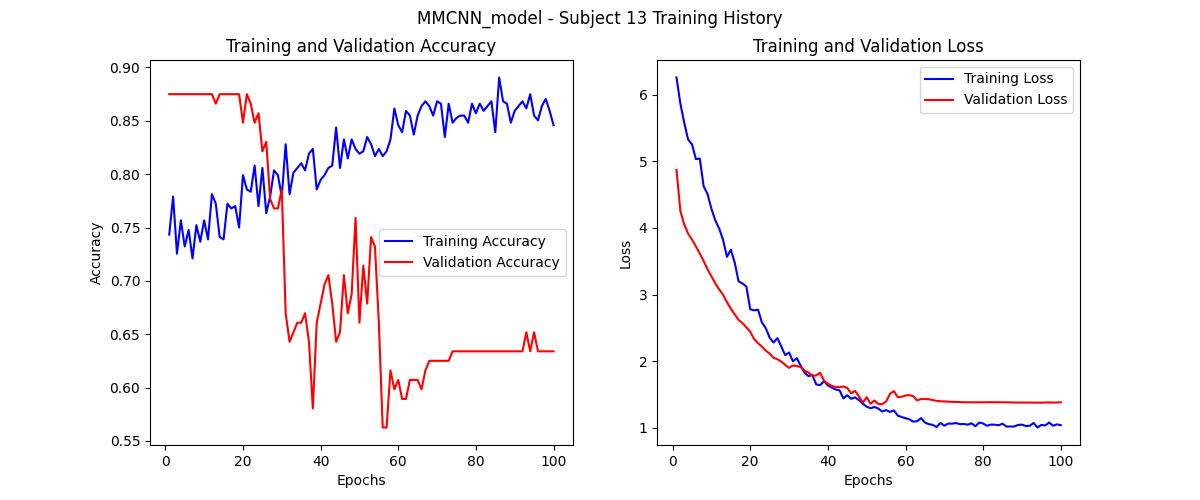 MMCNN_model - Subject 13 Training History
Training and Validation Accuracy
0.90
0.85
0.80
0.75
0.70
0.65
0.60
0.55
Accuracy
Training Accuracy
Validation Accuracy
0
20
40
60
80
100
Epochs
Training and Validation Loss
6
5
4
3
2
1
Loss
Training Loss
Validation Loss
0
20
40
60
80
100
Epochs